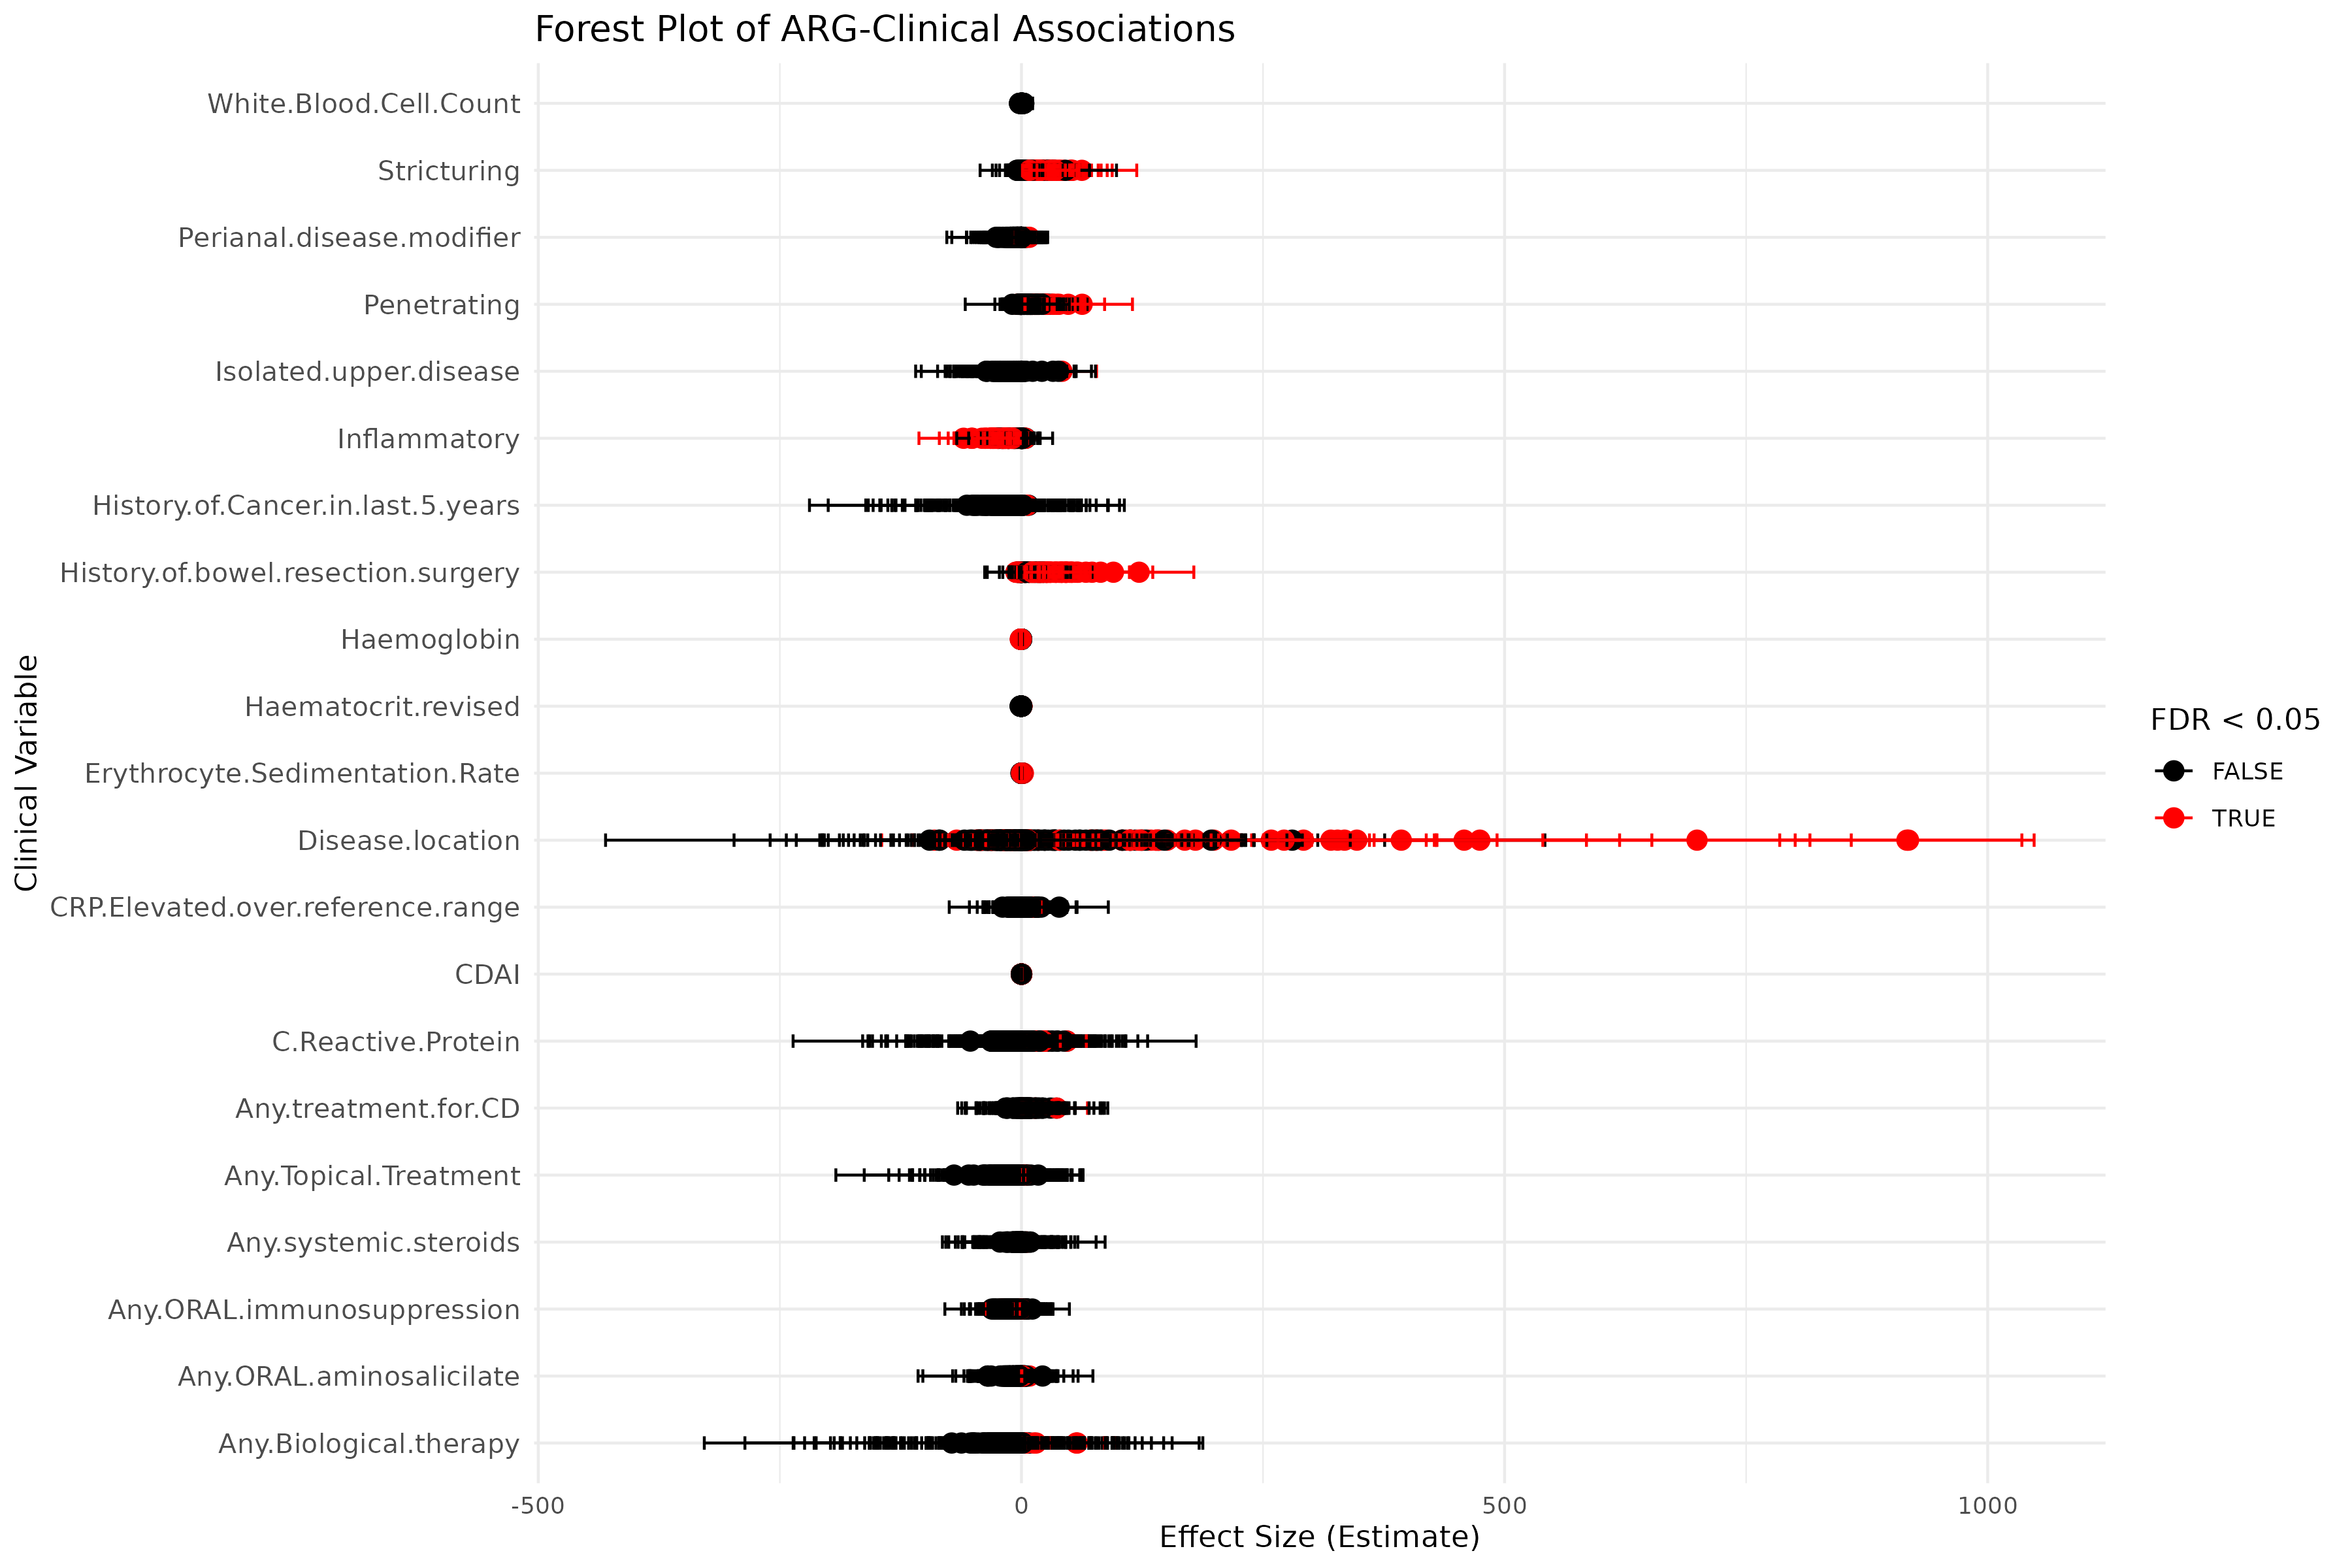 Forest Plot of ARG-Clinical Associations
White.Blood.Cell.Count
Stricturing
Perianal.disease.modifier
Penetrating
Isolated.upper.disease
Inflammatory
History.of.Cancer.in.last.5.years
History.of.bowel.resection.surgery
Haemoglobin
Haematocrit.revised
Erythrocyte.Sedimentation.Rate
Disease.location
CRP.Elevated.over.reference.range
CDAI
C.Reactive.Protein
Any.treatment.for.CD
Any.Topical.Treatment
Any.systemic.steroids
Any.ORAL.immunosuppression
Any.ORAL.aminosalicilate
Any.Biological.therapy
Clinical Variable
-500 0 500 1000
Effect Size (Estimate)
FDR < 0.05
FALSE
TRUE